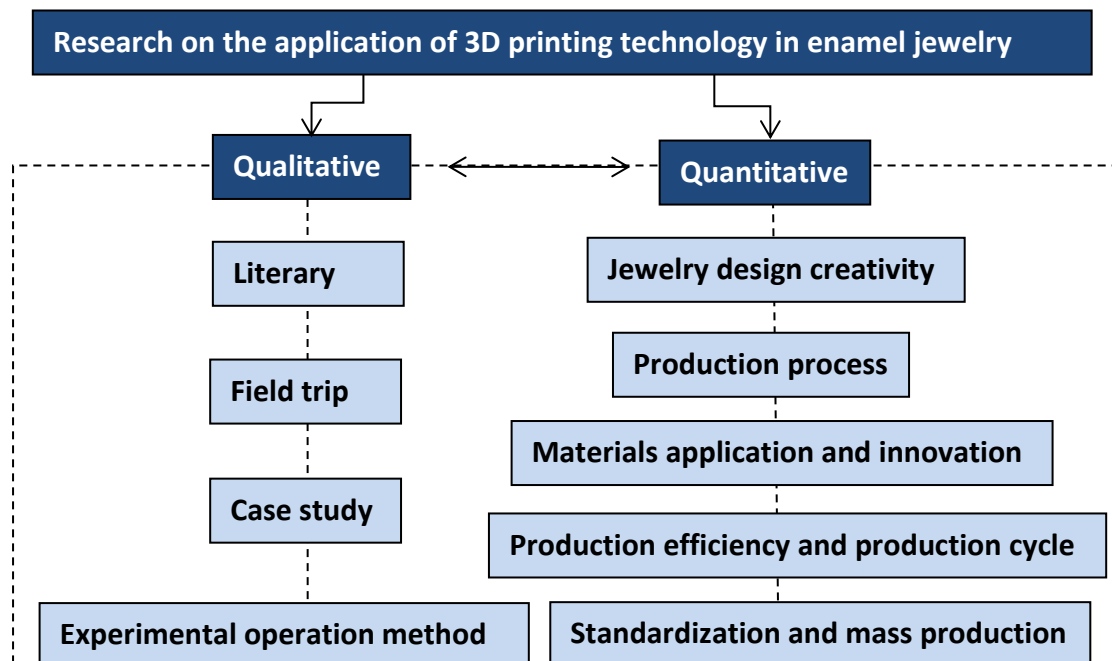 Research on the application of 3D printing technology in enamel jewelry
Qualitative
Quantitative
Literary
Field trip
Case study
Experimental operation method
Jewelry design creativity
Production process
Materials application and innovation
Production efficiency and production cycle
Standardization and mass production